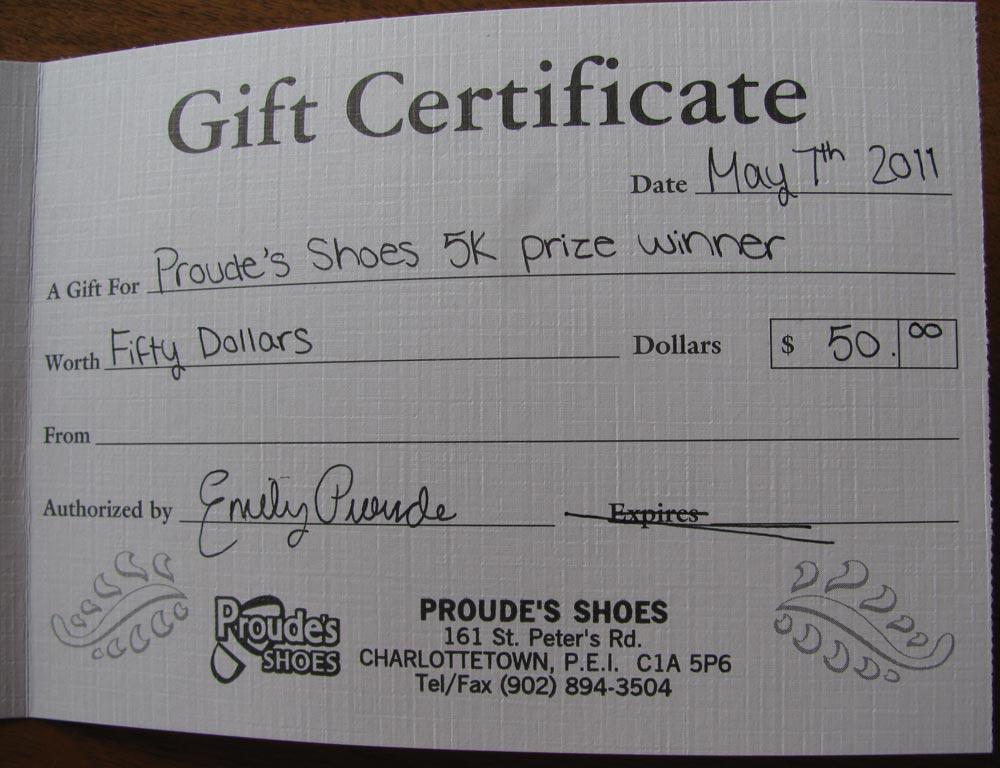 Gift Certificate
Date May 7th 2011
A Gift For Proude's Shoes 5K prize winner
Worth Fifty Dollars Dollars $ 50.00
From
Authorized by Emily Proude Expires
Proude's PROUDE'S SHOES
SHOES 161 St. Peter's Rd.
CHARLOTTETOWN, P.E.I. C1A 5P6
Tel/Fax (902) 894-3504